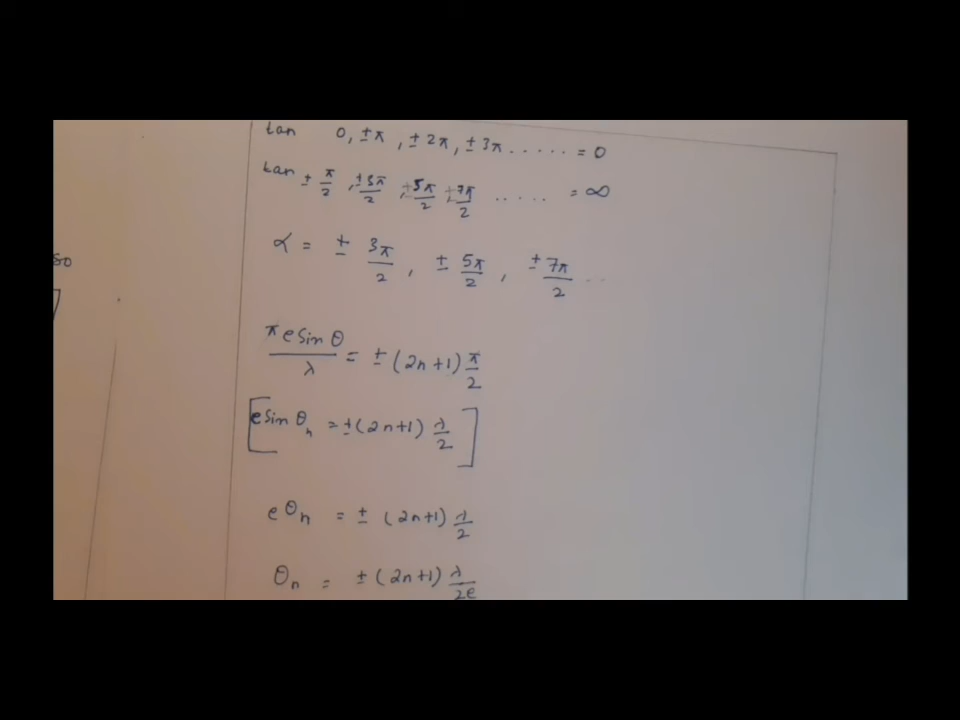 tan 0, ±π, ±2π, ±3π ..... = 0
tan ± π/2, ±3π/2, ±5π/2, ±7π/2 ..... = ∞
α = ± 3π/2, ± 5π/2, ± 7π/2 ..
π e sin θ / λ = ± (2n+1) π/2
[e sin θn = ±(2n+1) λ/2]
e θn = ± (2n+1) λ/2
θn = ± (2n+1) λ/2e